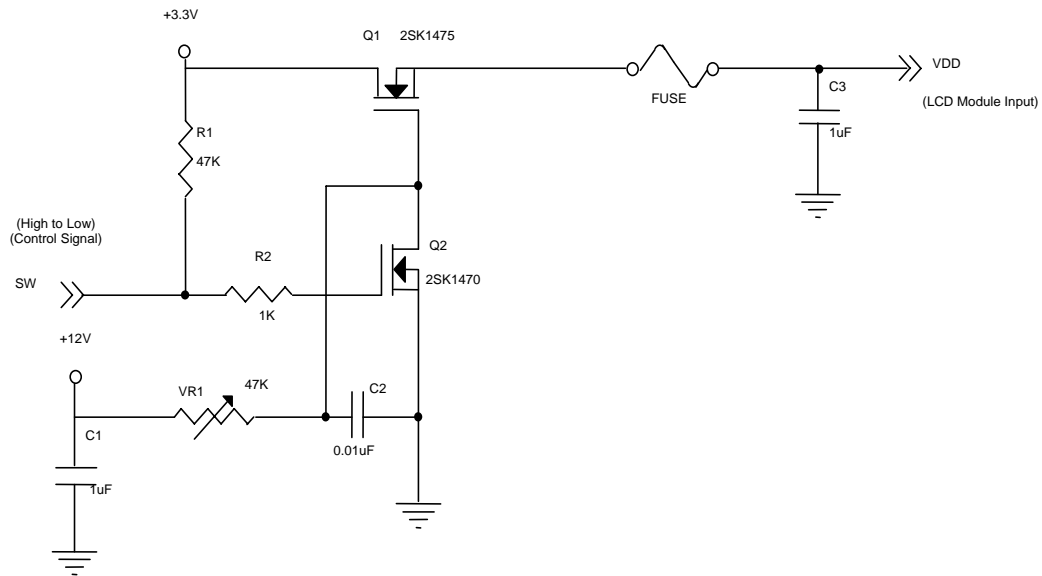 +3.3V
Q1 2SK1475
VDD
FUSE
C3
(LCD Module Input)
R1
1uF
47K
(High to Low)
(Control Signal)
Q2
R2
SW
2SK1470
1K
+12V
VR1
47K
C2
C1
0.01uF
1uF